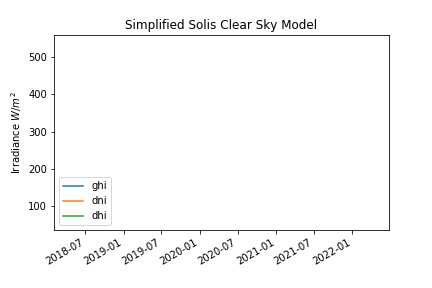 Simplified Solis Clear Sky Model
Irradiance W/m²
500
400
300
200
100
ghi
dni
dhi
2018-07
2019-01
2019-07
2020-01
2020-07
2021-01
2021-07
2022-01